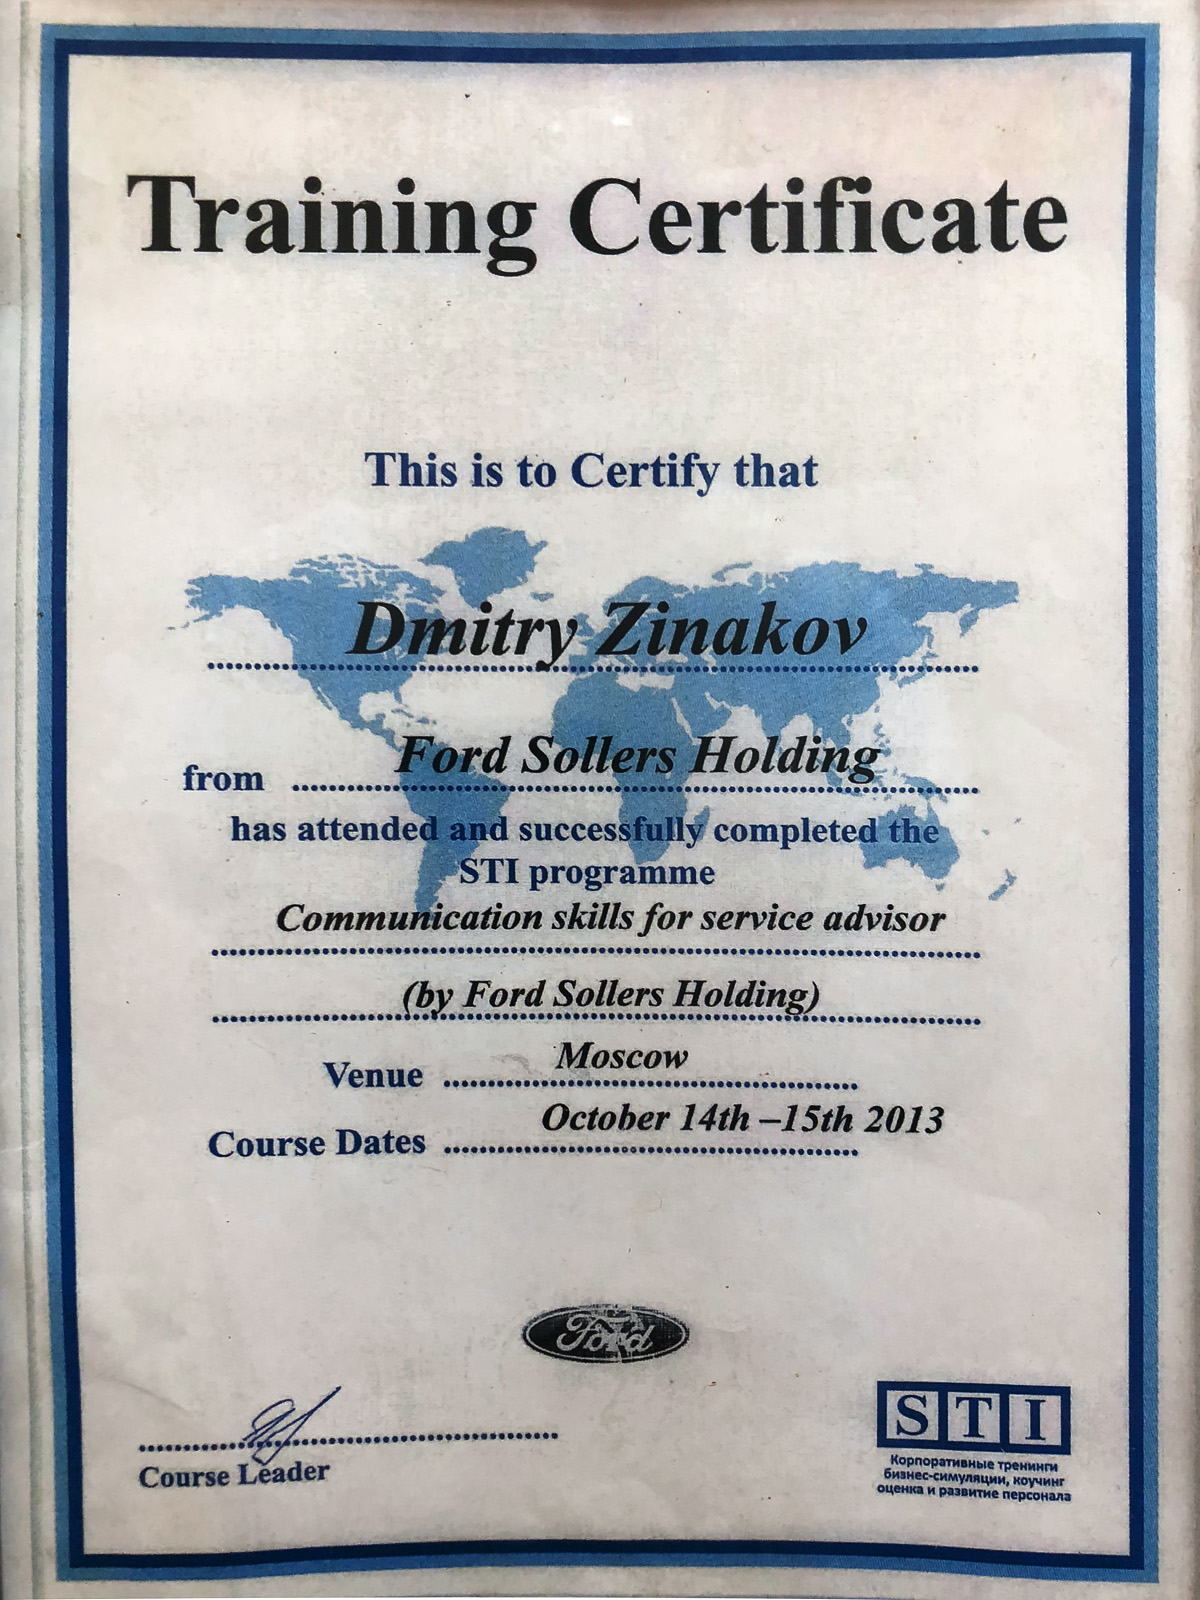 Training Certificate
This is to Certify that
Dmitry Zinakov
from Ford Sollers Holding
has attended and successfully completed the
STI programme
Communication skills for service advisor
(by Ford Sollers Holding)
Venue Moscow
Course Dates October 14th –15th 2013
Ford
Course Leader
STI
Корпоративные тренинги
бизнес-симуляции, коучинг
оценка и развитие персонала